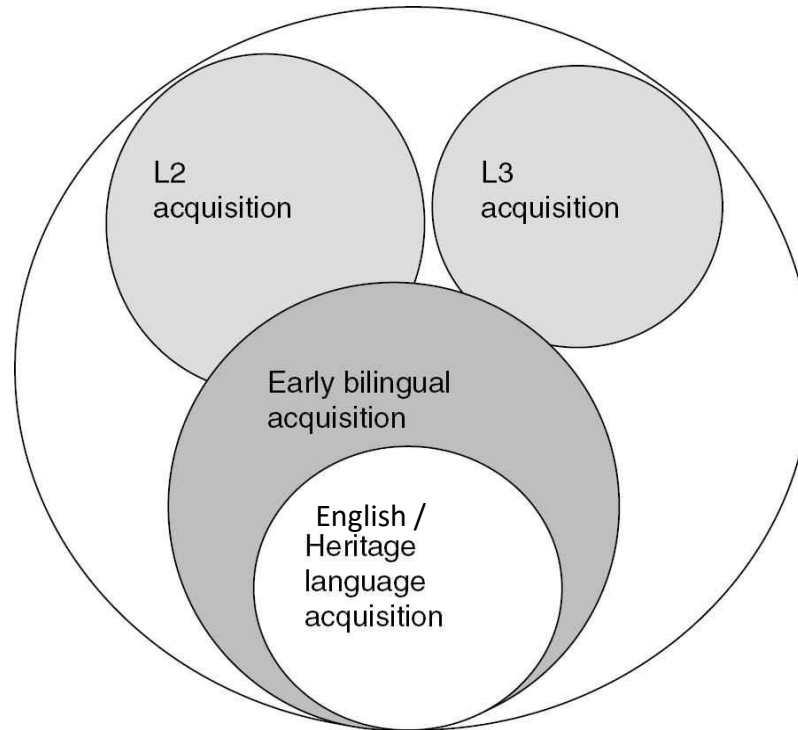 L2
acquisition
L3
acquisition
Early bilingual
acquisition
English /
Heritage
language
acquisition